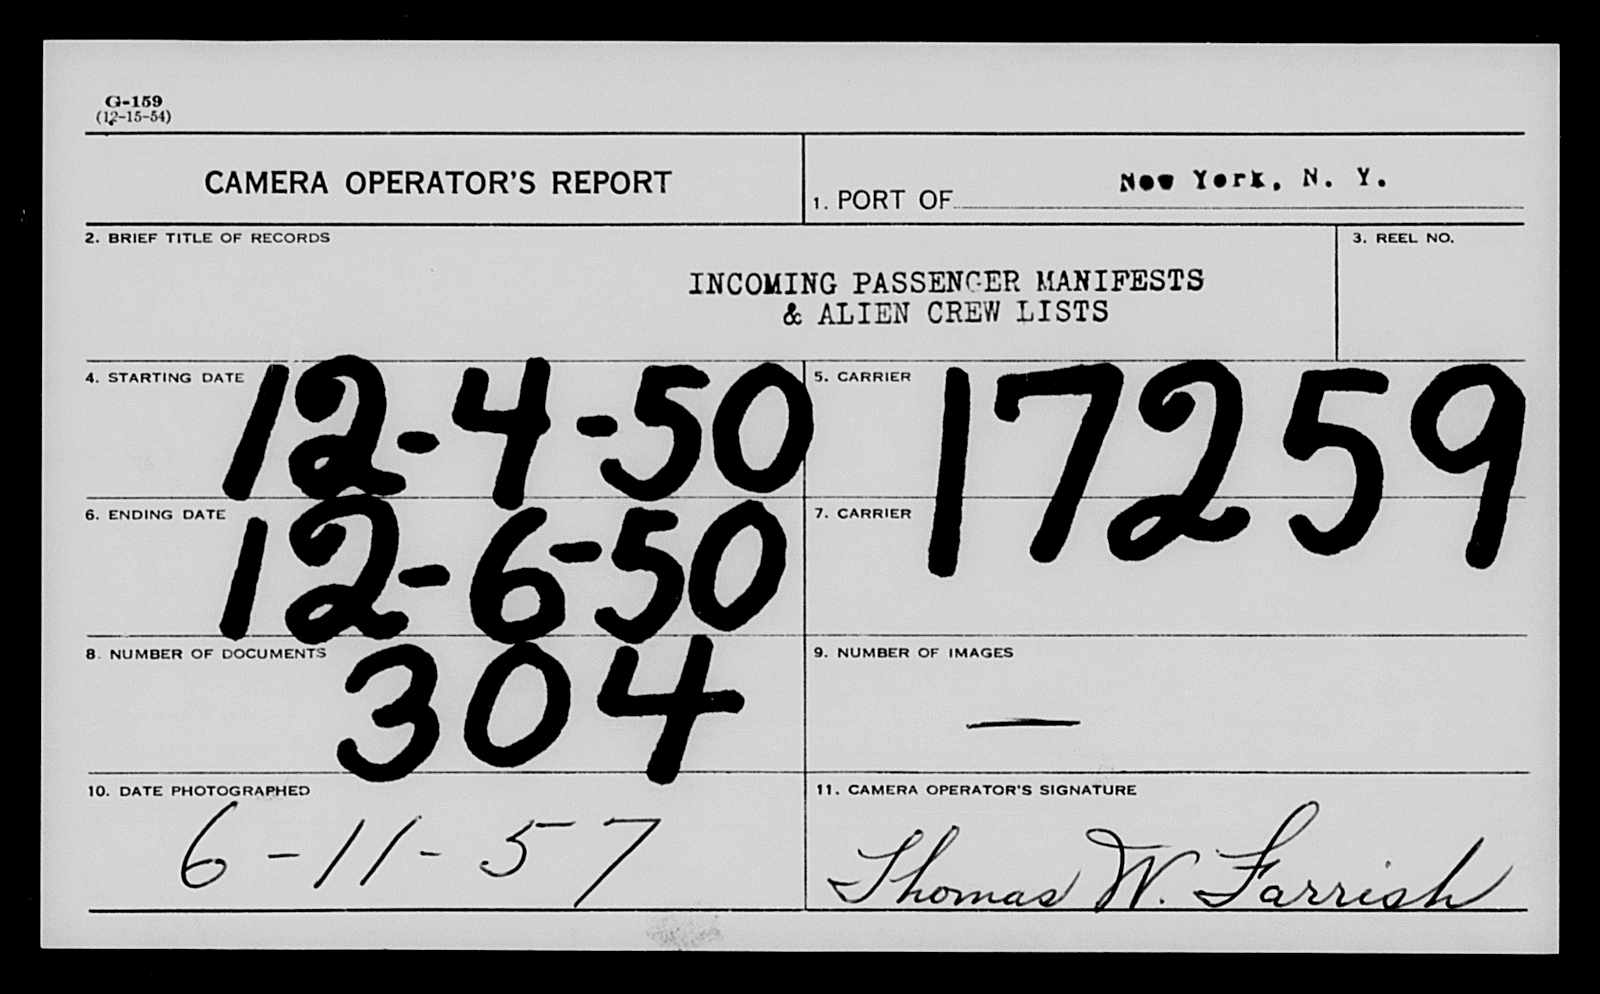 G-159
(12-15-54)
CAMERA OPERATOR'S REPORT
1. PORT OF New York, N. Y.
2. BRIEF TITLE OF RECORDS
3. REEL NO.
INCOMING PASSENGER MANIFESTS
& ALIEN CREW LISTS
4. STARTING DATE 12-4-50
5. CARRIER 17259
6. ENDING DATE 12-6-50
7. CARRIER
8. NUMBER OF DOCUMENTS 304
9. NUMBER OF IMAGES —
10. DATE PHOTOGRAPHED
6-11-57
11. CAMERA OPERATOR'S SIGNATURE
Thomas W. Farrish